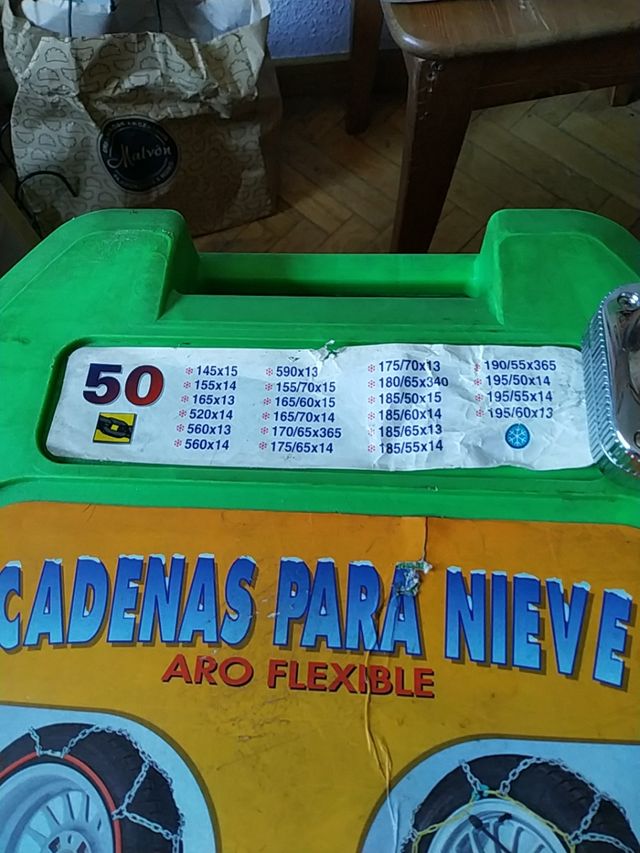 Malvón
50
145x15
155x14
165x13
520x14
560x13
560x14
590x13
155/70x15
165/60x15
165/70x14
170/65x365
175/65x14
175/70x13
180/65x340
185/50x15
185/60x14
185/65x13
185/55x14
190/55x365
195/50x14
195/55x14
195/60x13
CADENAS PARA NIEVE
ARO FLEXIBLE